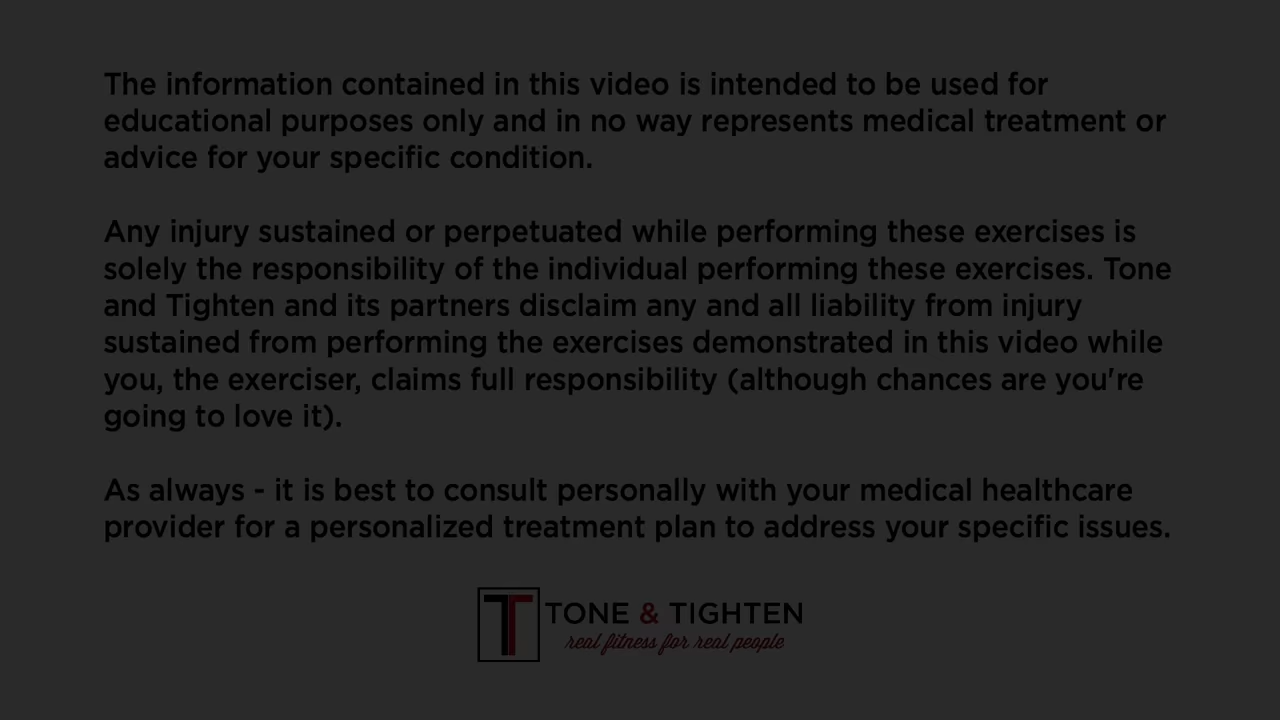 The information contained in this video is intended to be used for
educational purposes only and in no way represents medical treatment or
advice for your specific condition.
Any injury sustained or perpetuated while performing these exercises is
solely the responsibility of the individual performing these exercises. Tone
and Tighten and its partners disclaim any and all liability from injury
sustained from performing the exercises demonstrated in this video while
you, the exerciser, claims full responsibility (although chances are you're
going to love it).
As always - it is best to consult personally with your medical healthcare
provider for a personalized treatment plan to address your specific issues.
TT TONE & TIGHTEN
real fitness for real people